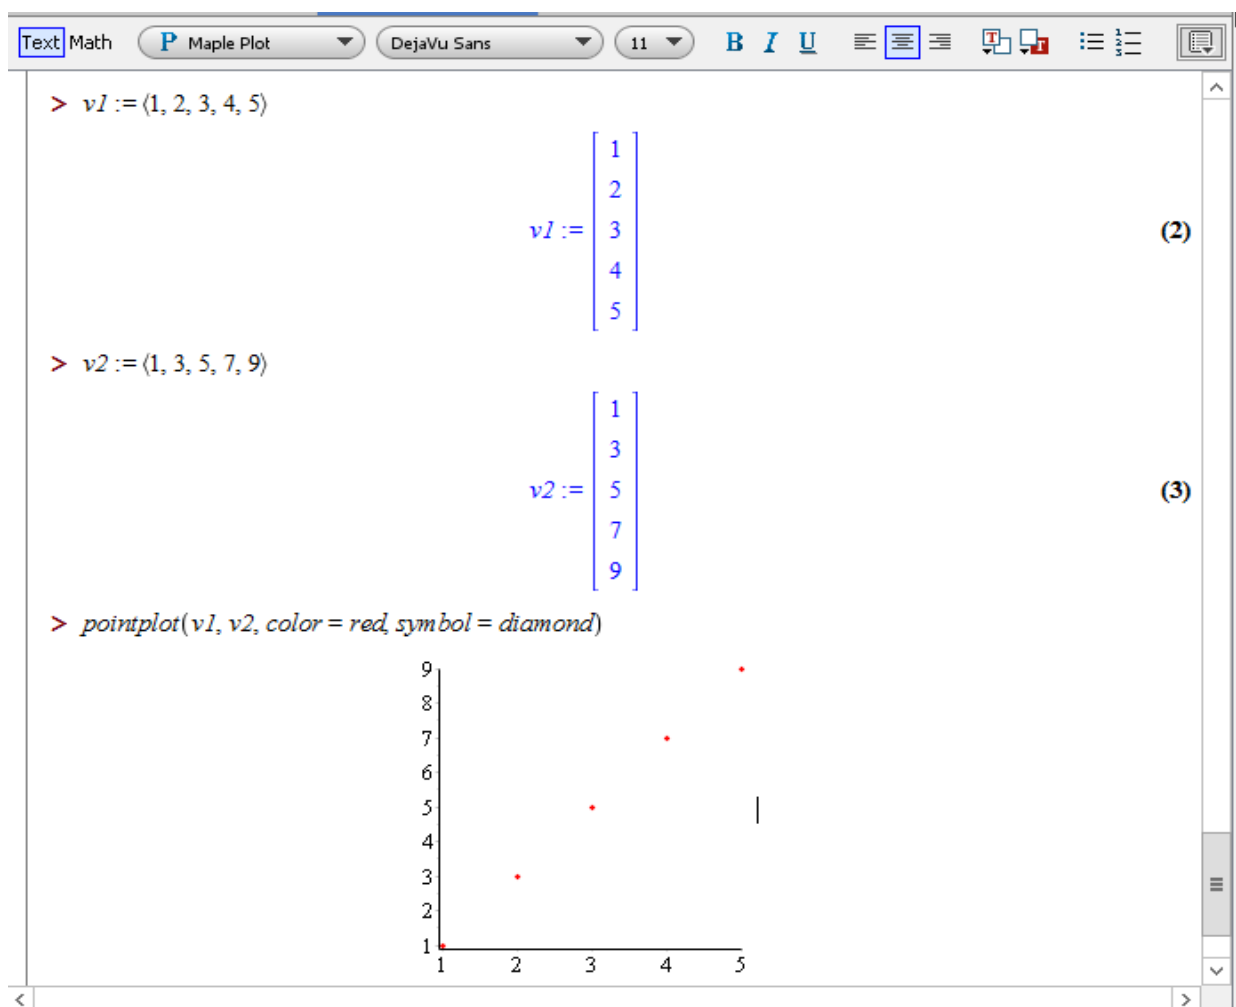 Text Math P Maple Plot DejaVu Sans 11 B I U
> v1 := ⟨1, 2, 3, 4, 5⟩
1
2
v1 := 3 (2)
4
5
> v2 := ⟨1, 3, 5, 7, 9⟩
1
3
v2 := 5 (3)
7
9
> pointplot(v1, v2, color = red, symbol = diamond)
9
8
7
6
5
4
3
2
1
1 2 3 4 5